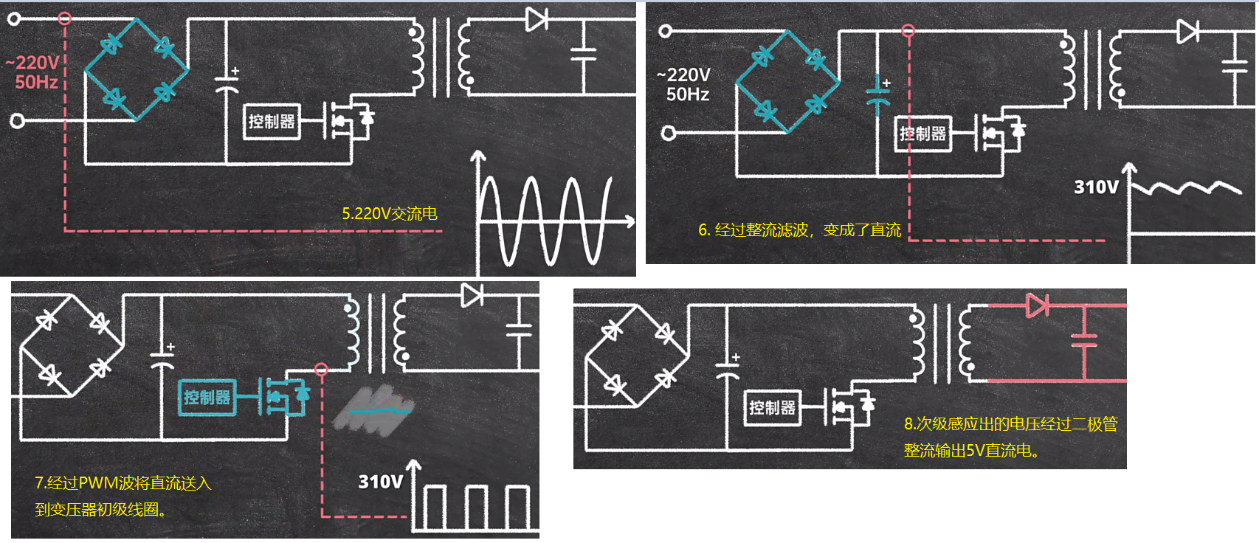 ~220V
50Hz
控制器
5.220V交流电
~220V
50Hz
控制器
310V
6. 经过整流滤波，变成了直流
控制器
310V
7.经过PWM波将直流送入
到变压器初级线圈。
控制器
8.次级感应出的电压经过二极管
整流输出5V直流电。